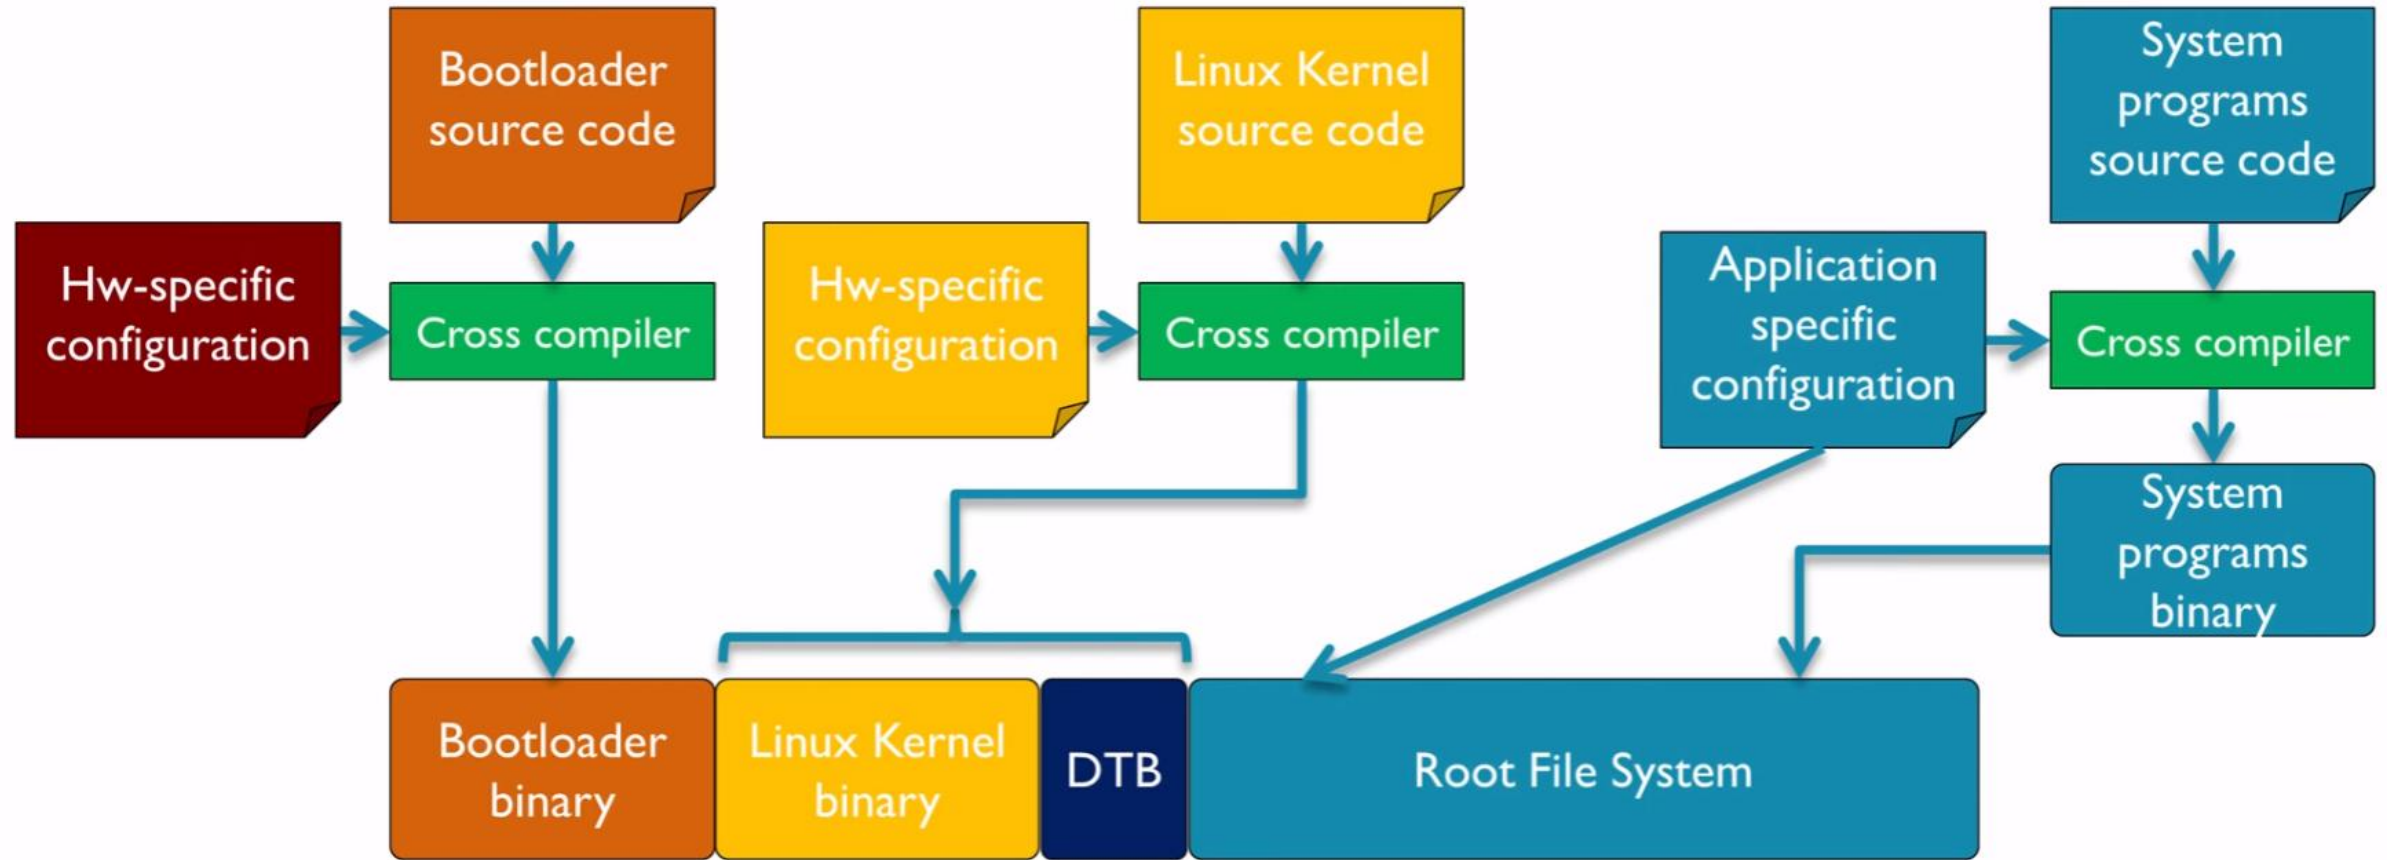 Bootloader
source code
Linux Kernel
source code
System
programs
source code
Hw-specific
configuration
Cross compiler
Hw-specific
configuration
Cross compiler
Application
specific
configuration
Cross compiler
System
programs
binary
Bootloader
binary
Linux Kernel
binary
DTB
Root File System